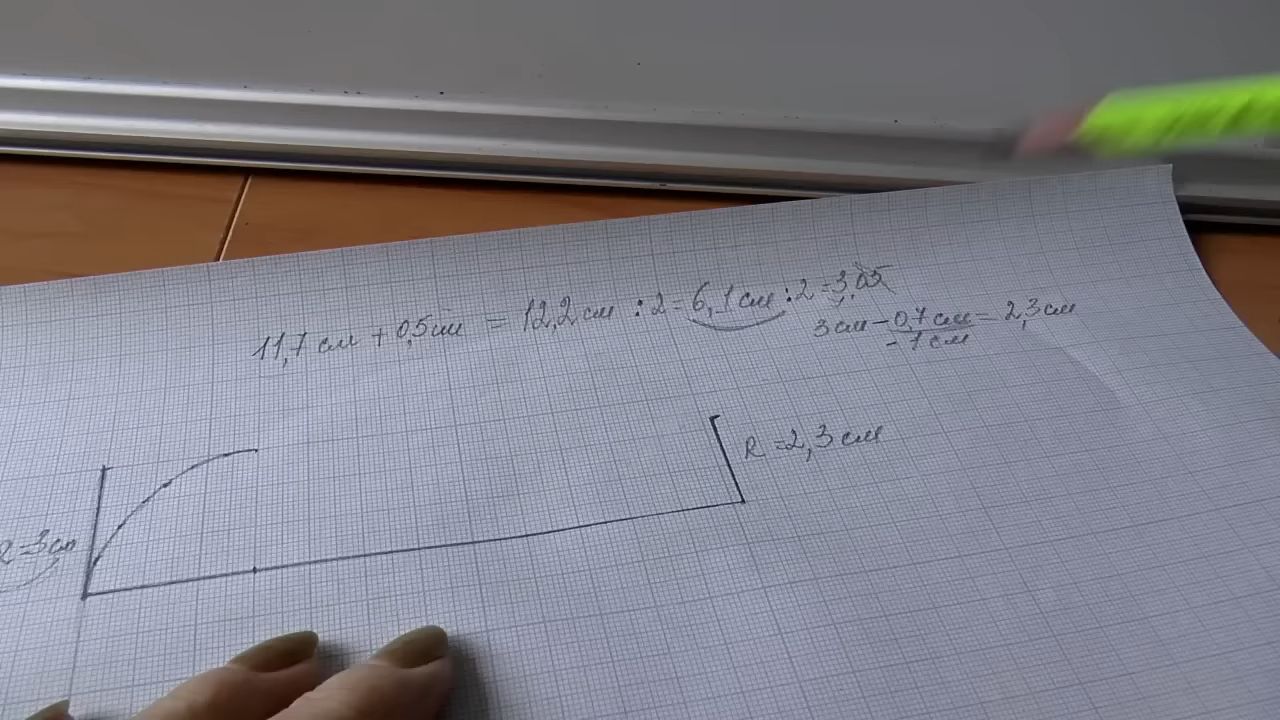 11,7 см + 0,5 см = 12,2 см : 2 = 6,1 см : 2 = 3,05
3 см - 0,7 см = 2,3 см
- 1 см
R = 2,3 см
R = 3 см